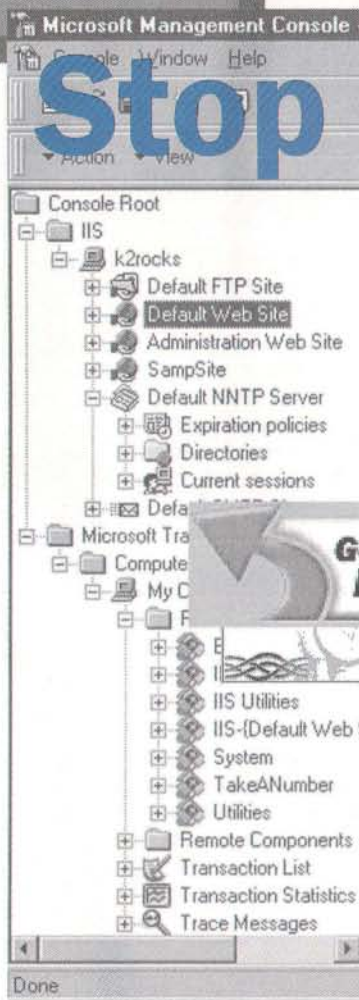 Microsoft Management Console
Console Window Help
Stop
Action View
Console Root
IIS
k2rocks
Default FTP Site
Default Web Site
Administration Web Site
SampSite
Default NNTP Server
Expiration policies
Directories
Current sessions
Microsoft
My
IIS Utilities
IIS-{Default Web
System
TakeANumber
Utilities
Remote Components
Transaction List
Transaction Statistics
Trace Messages
Done